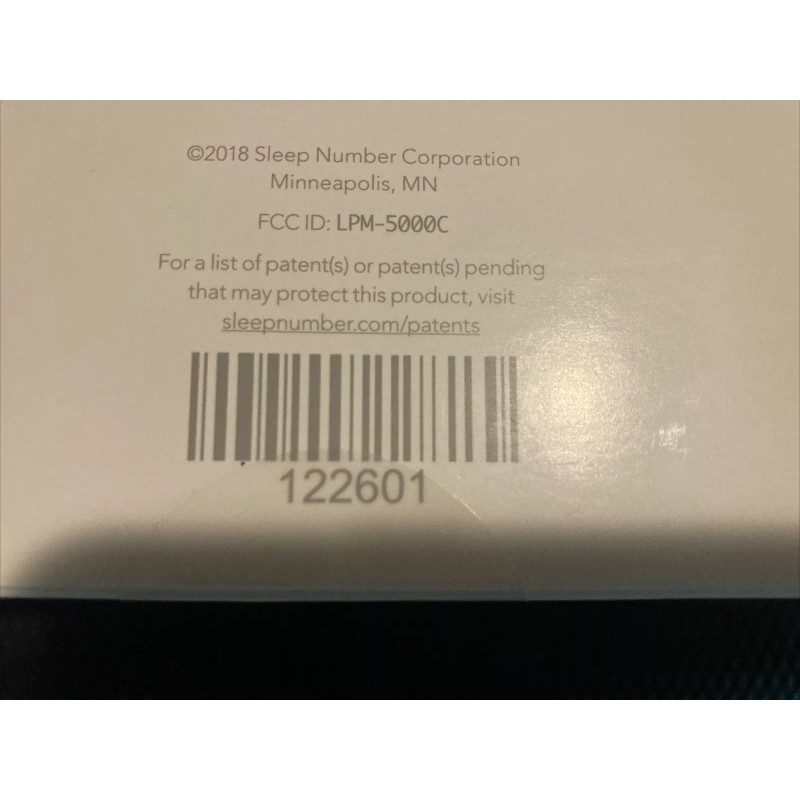 ©2018 Sleep Number Corporation
Minneapolis, MN
FCC ID: LPM-5000C
For a list of patent(s) or patent(s) pending
that may protect this product, visit
sleepnumber.com/patents
122601